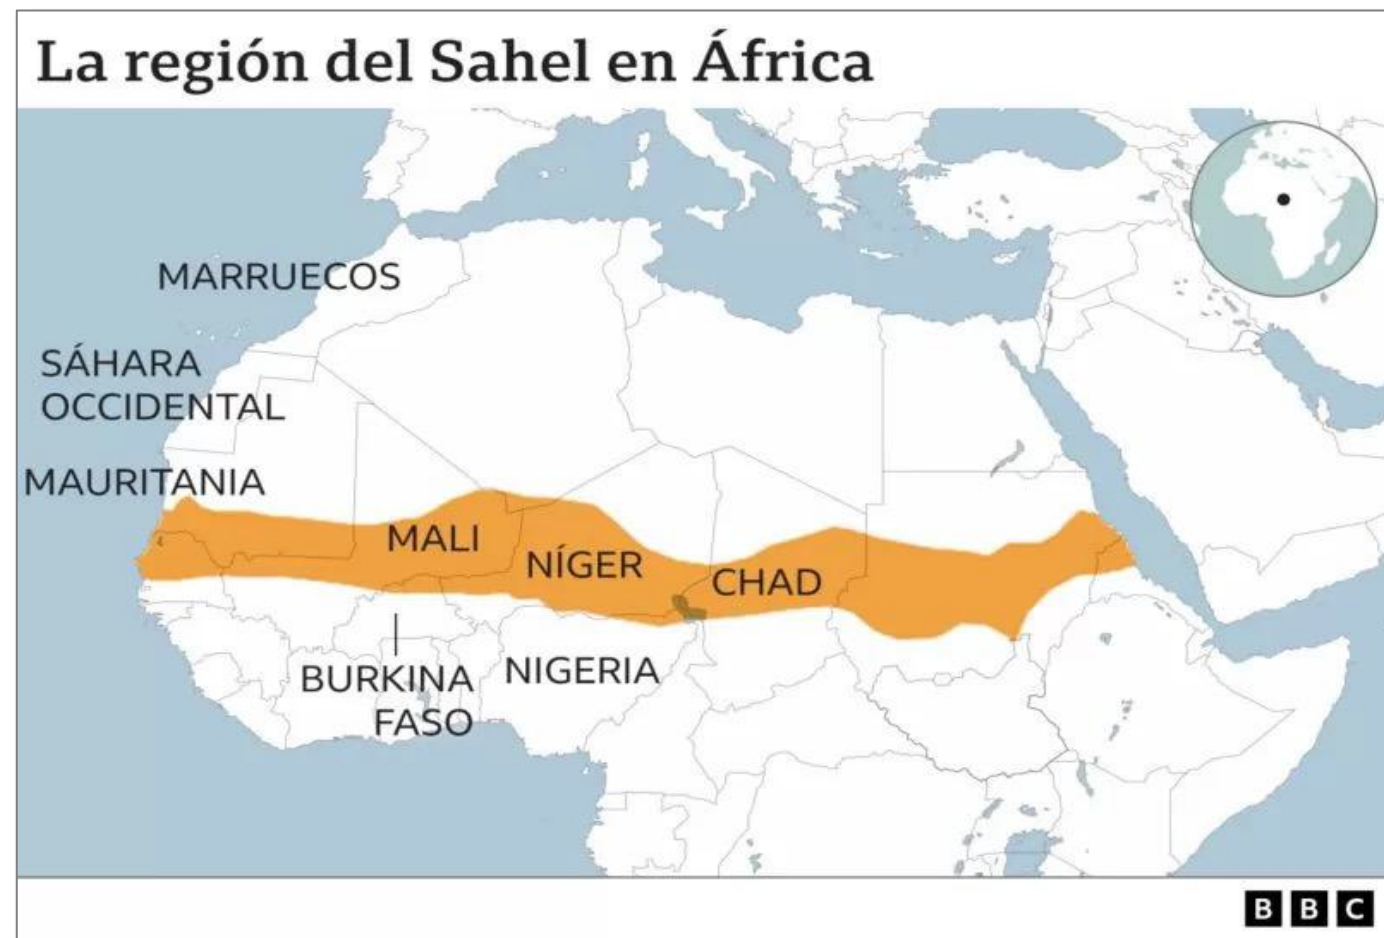 La región del Sahel en África
MARRUECOS
SÁHARA
OCCIDENTAL
MAURITANIA
MALI
NÍGER
CHAD
BURKINA
FASO
NIGERIA
BBC